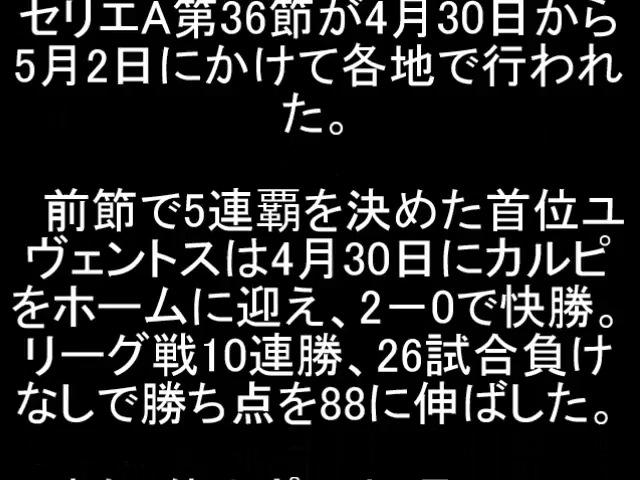 セリエA第36節が4月30日から
5月2日にかけて各地で行われ
た。
前節で5連覇を決めた首位ユ
ヴェントスは4月30日にカルピ
をホームに迎え、2－0で快勝。
リーグ戦10連勝、26試合負け
なしで勝ち点を88に伸ばした。